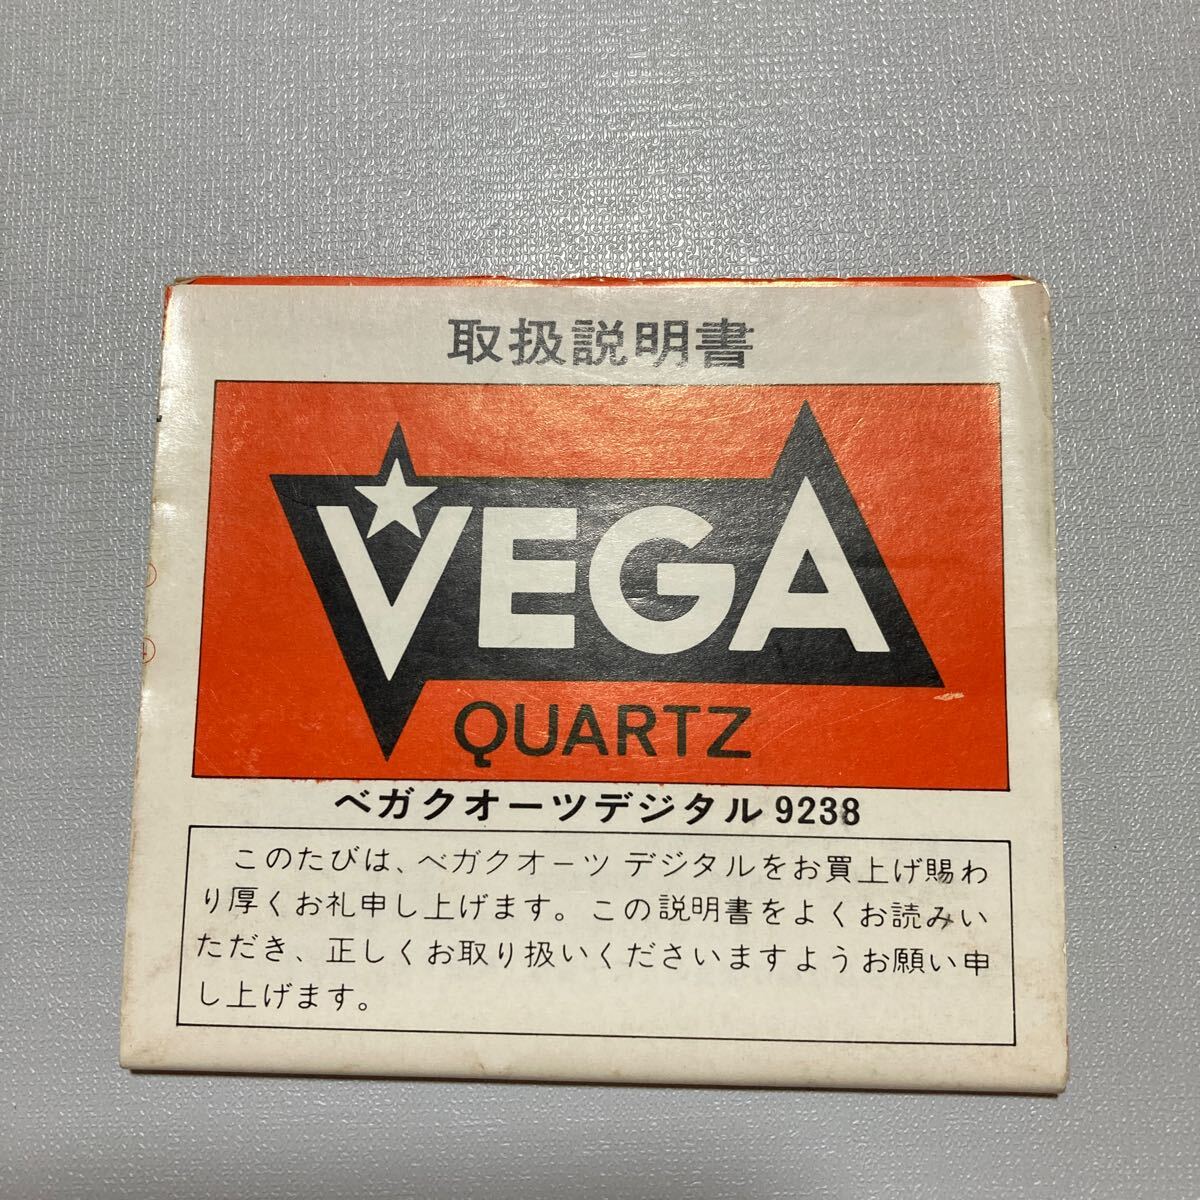 取扱説明書
VEGA
QUARTZ
ベガクオーツデジタル9238
このたびは、ベガクオーツ デジタルをお買上げ賜わ
り厚くお礼申し上げます。この説明書をよくお読みい
ただき、正しくお取り扱いくださいますようお願い申
し上げます。